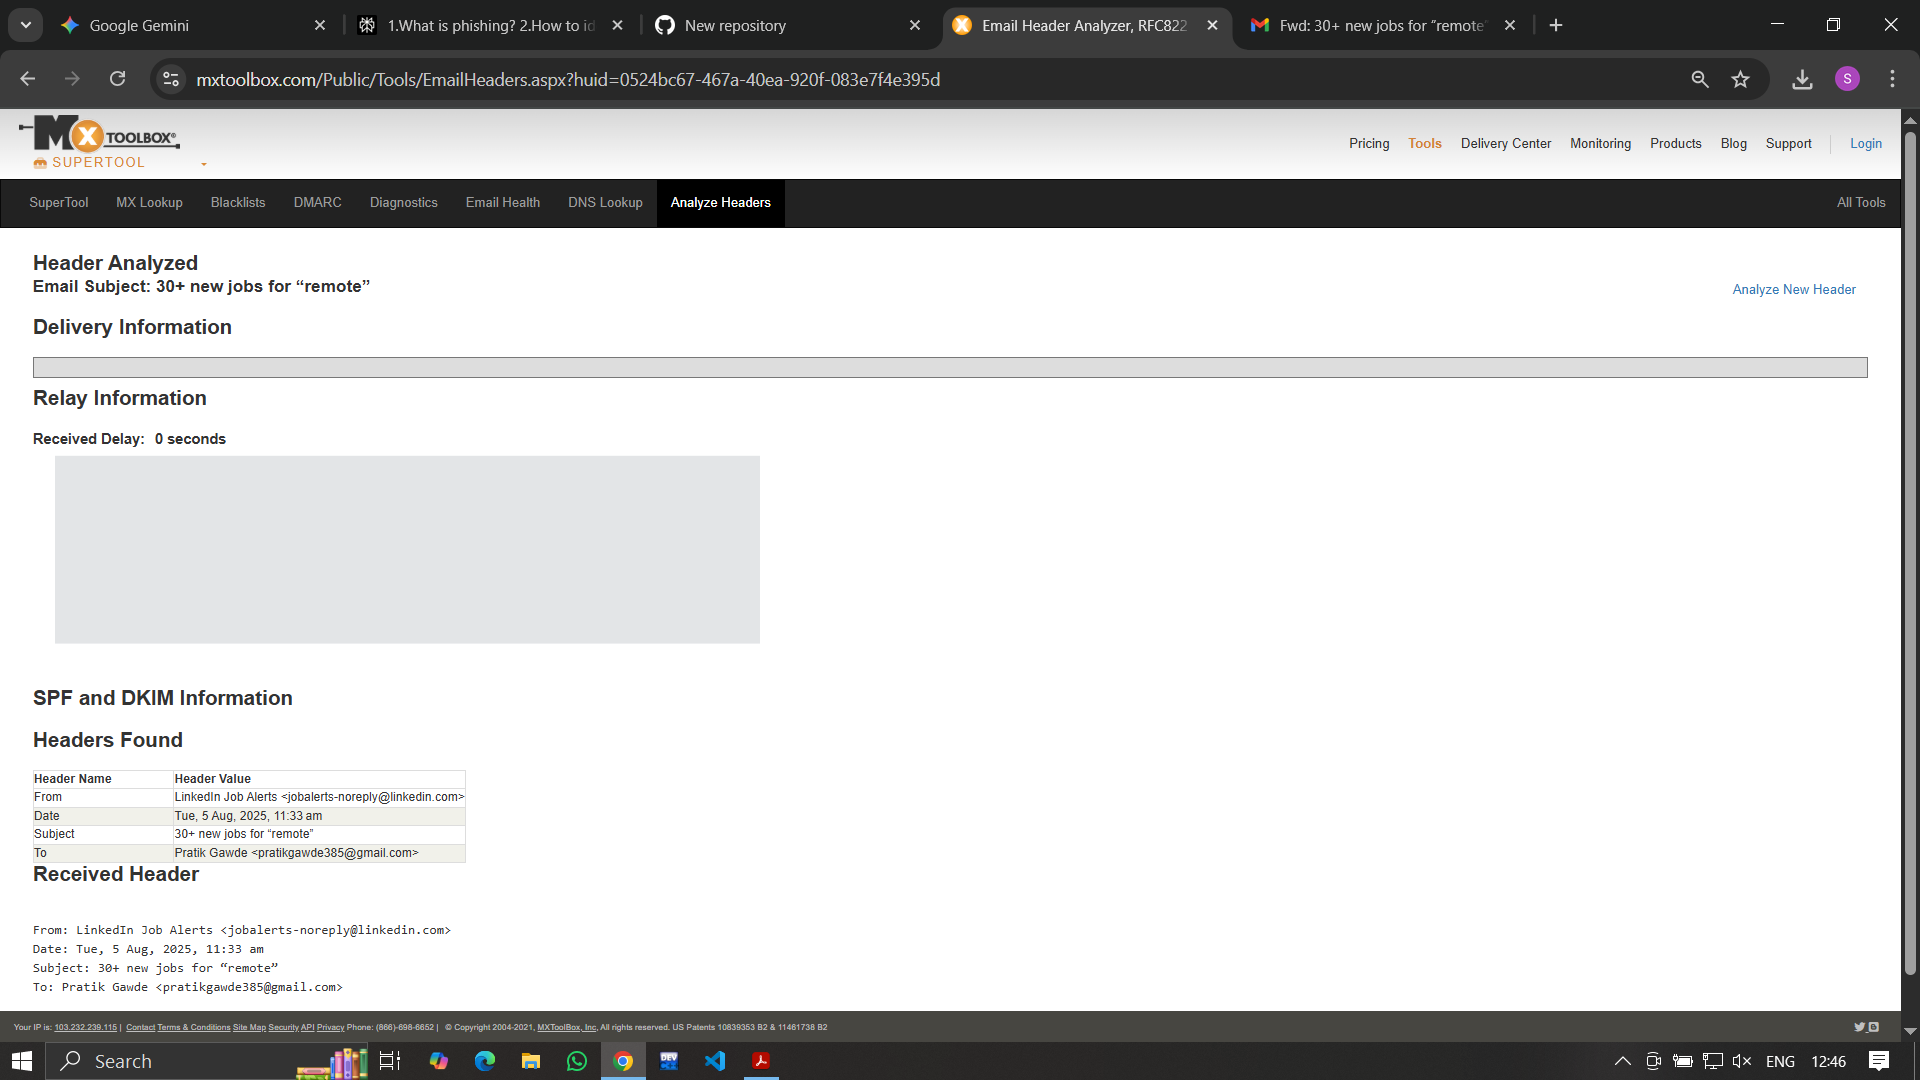 Google Gemini
1.What is phishing? 2.How to id
New repository
Email Header Analyzer, RFC822
Fwd: 30+ new jobs for “remote”
mxtoolbox.com/Public/Tools/EmailHeaders.aspx?huid=0524bc67-467a-40ea-920f-083e7f4e395d
S
MX TOOLBOX®
SUPERTOOL
Pricing Tools Delivery Center Monitoring Products Blog Support Login
SuperTool MX Lookup Blacklists DMARC Diagnostics Email Health DNS Lookup Analyze Headers All Tools
Header Analyzed
Email Subject: 30+ new jobs for “remote”
Analyze New Header
Delivery Information
Relay Information
Received Delay: 0 seconds
SPF and DKIM Information
Headers Found
Header Name Header Value
From LinkedIn Job Alerts <jobalerts-noreply@linkedin.com>
Date Tue, 5 Aug, 2025, 11:33 am
Subject 30+ new jobs for “remote”
To Pratik Gawde <pratikgawde385@gmail.com>
Received Header
From: LinkedIn Job Alerts <jobalerts-noreply@linkedin.com>
Date: Tue, 5 Aug, 2025, 11:33 am
Subject: 30+ new jobs for “remote”
To: Pratik Gawde <pratikgawde385@gmail.com>
Your IP is: 103.232.239.115 | Contact Terms & Conditions Site Map Security API Privacy Phone: (866)-698-6652 | © Copyright 2004-2021, MXToolBox, Inc, All rights reserved. US Patents 10839353 B2 & 11461738 B2
Search
DEV
ENG
12:46